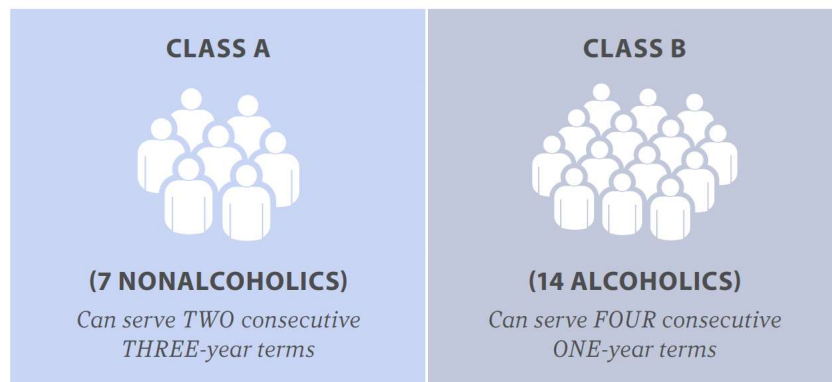 CLASS A
(7 NONALCOHOLICS)
Can serve TWO consecutive
THREE-year terms
CLASS B
(14 ALCOHOLICS)
Can serve FOUR consecutive
ONE-year terms